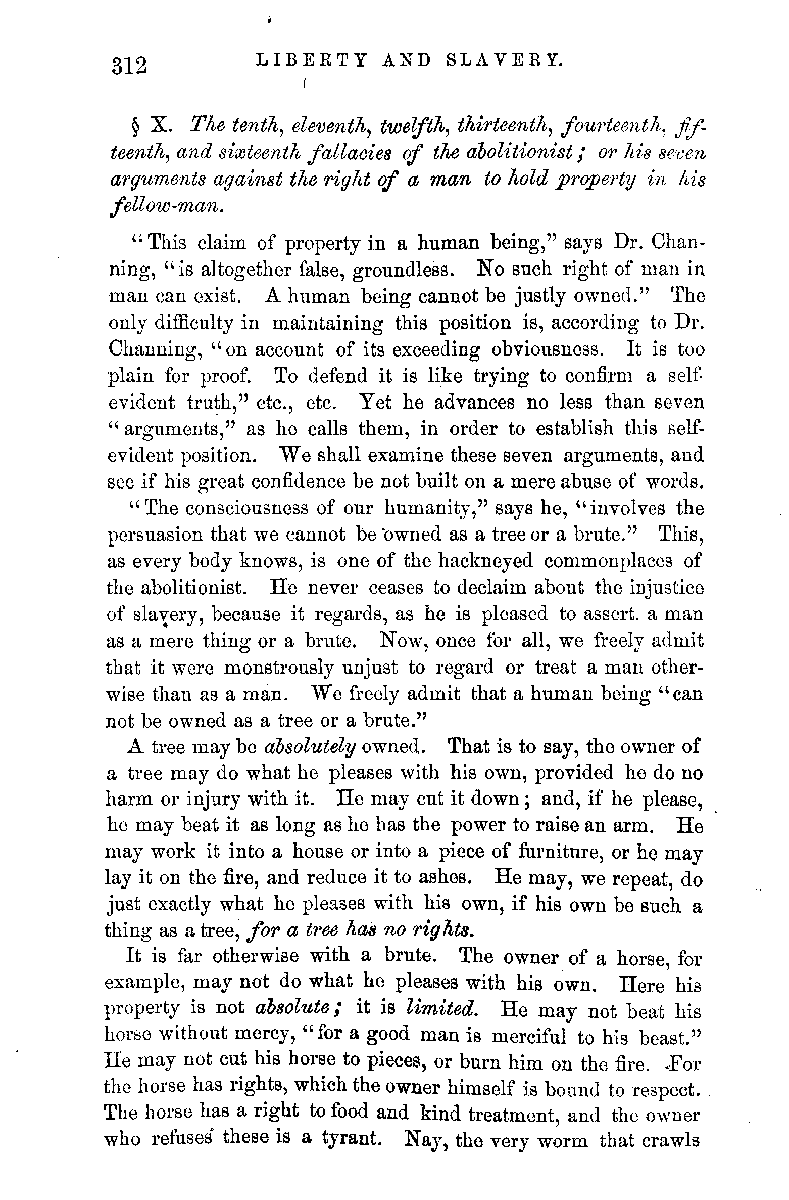 312 LIBERTY AND SLAVERY.
§ X. The tenth, eleventh, twelfth, thirteenth, fourteenth, fif-
teenth, and sixteenth fallacies of the abolitionist; or his seven
arguments against the right of a man to hold property in his
fellow-man.
“This claim of property in a human being,” says Dr. Chan-
ning, “is altogether false, groundless. No such right of man in
man can exist. A human being cannot be justly owned.” The
only difficulty in maintaining this position is, according to Dr.
Channing, “on account of its exceeding obviousness. It is too
plain for proof. To defend it is like trying to confirm a self-
evident truth,” etc., etc. Yet he advances no less than seven
“arguments,” as he calls them, in order to establish this self-
evident position. We shall examine these seven arguments, and
see if his great confidence be not built on a mere abuse of words.
“The consciousness of our humanity,” says he, “involves the
persuasion that we cannot be owned as a tree or a brute.” This,
as every body knows, is one of the hackneyed commonplaces of
the abolitionist. He never ceases to declaim about the injustice
of slavery, because it regards, as he is pleased to assert. a man
as a mere thing or a brute. Now, once for all, we freely admit
that it were monstrously unjust to regard or treat a man other-
wise than as a man. We freely admit that a human being “can
not be owned as a tree or a brute.”
A tree may be absolutely owned. That is to say, the owner of
a tree may do what he pleases with his own, provided he do no
harm or injury with it. He may cut it down; and, if he please,
he may beat it as long as he has the power to raise an arm. He
may work it into a house or into a piece of furniture, or he may
lay it on the fire, and reduce it to ashes. He may, we repeat, do
just exactly what he pleases with his own, if his own be such a
thing as a tree, for a tree has no rights.
It is far otherwise with a brute. The owner of a horse, for
example, may not do what he pleases with his own. Here his
property is not absolute; it is limited. He may not beat his
horse without mercy, “for a good man is merciful to his beast.”
He may not cut his horse to pieces, or burn him on the fire. For
the horse has rights, which the owner himself is bound to respect.
The horse has a right to food and kind treatment, and the owner
who refuses these is a tyrant. Nay, the very worm that crawls